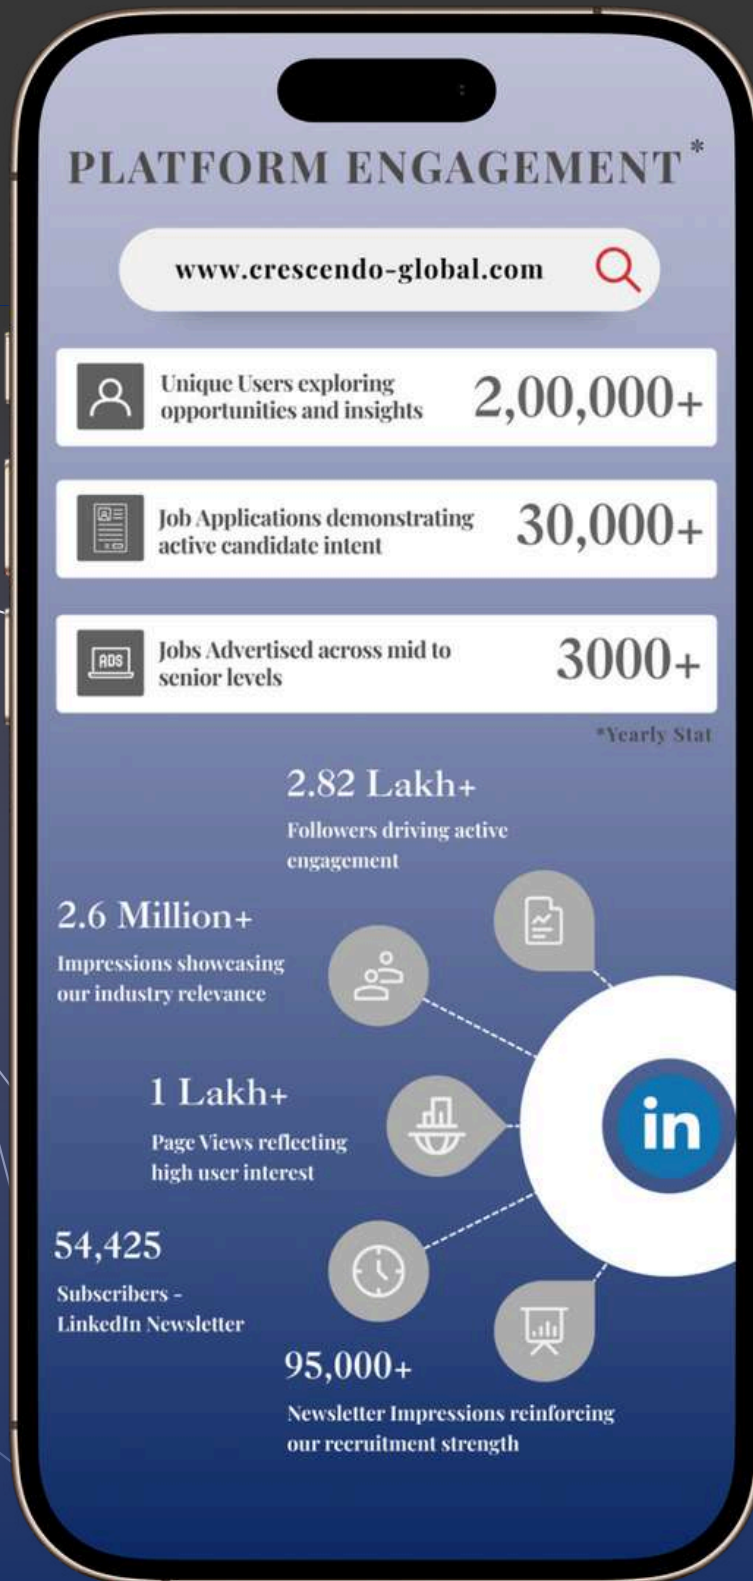 PLATFORM ENGAGEMENT*
www.crescendo-global.com
Unique Users exploring
opportunities and insights
2,00,000+
Job Applications demonstrating
active candidate intent
30,000+
ADS
Jobs Advertised across mid to
senior levels
3000+
*Yearly Stat
2.82 Lakh+
Followers driving active
engagement
2.6 Million+
Impressions showcasing
our industry relevance
1 Lakh+
Page Views reflecting
high user interest
in
54,425
Subscribers -
LinkedIn Newsletter
95,000+
Newsletter Impressions reinforcing
our recruitment strength